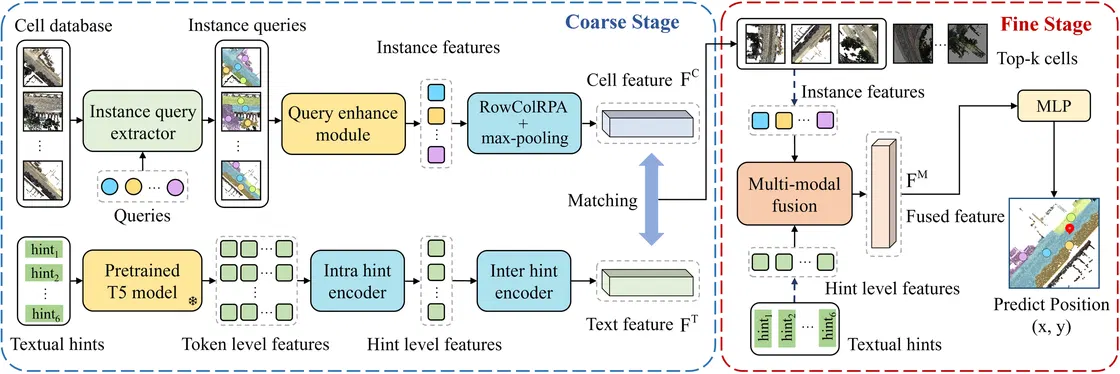 Coarse Stage
Cell database
Instance queries
Instance query
extractor
Queries
Query enhance
module
Instance features
RowColRPA
+
max-pooling
Cell feature F^C
Matching
hint1
hint2
⋮
hint6
Textual hints
Pretrained
T5 model
Token level features
Intra hint
encoder
Hint level features
Inter hint
encoder
Text feature F^T
Fine Stage
Top-k cells
Instance features
Multi-modal
fusion
F^M
Fused feature
MLP
Hint level features
hint1 hint2 ... hint6
Textual hints
Predict Position
(x, y)